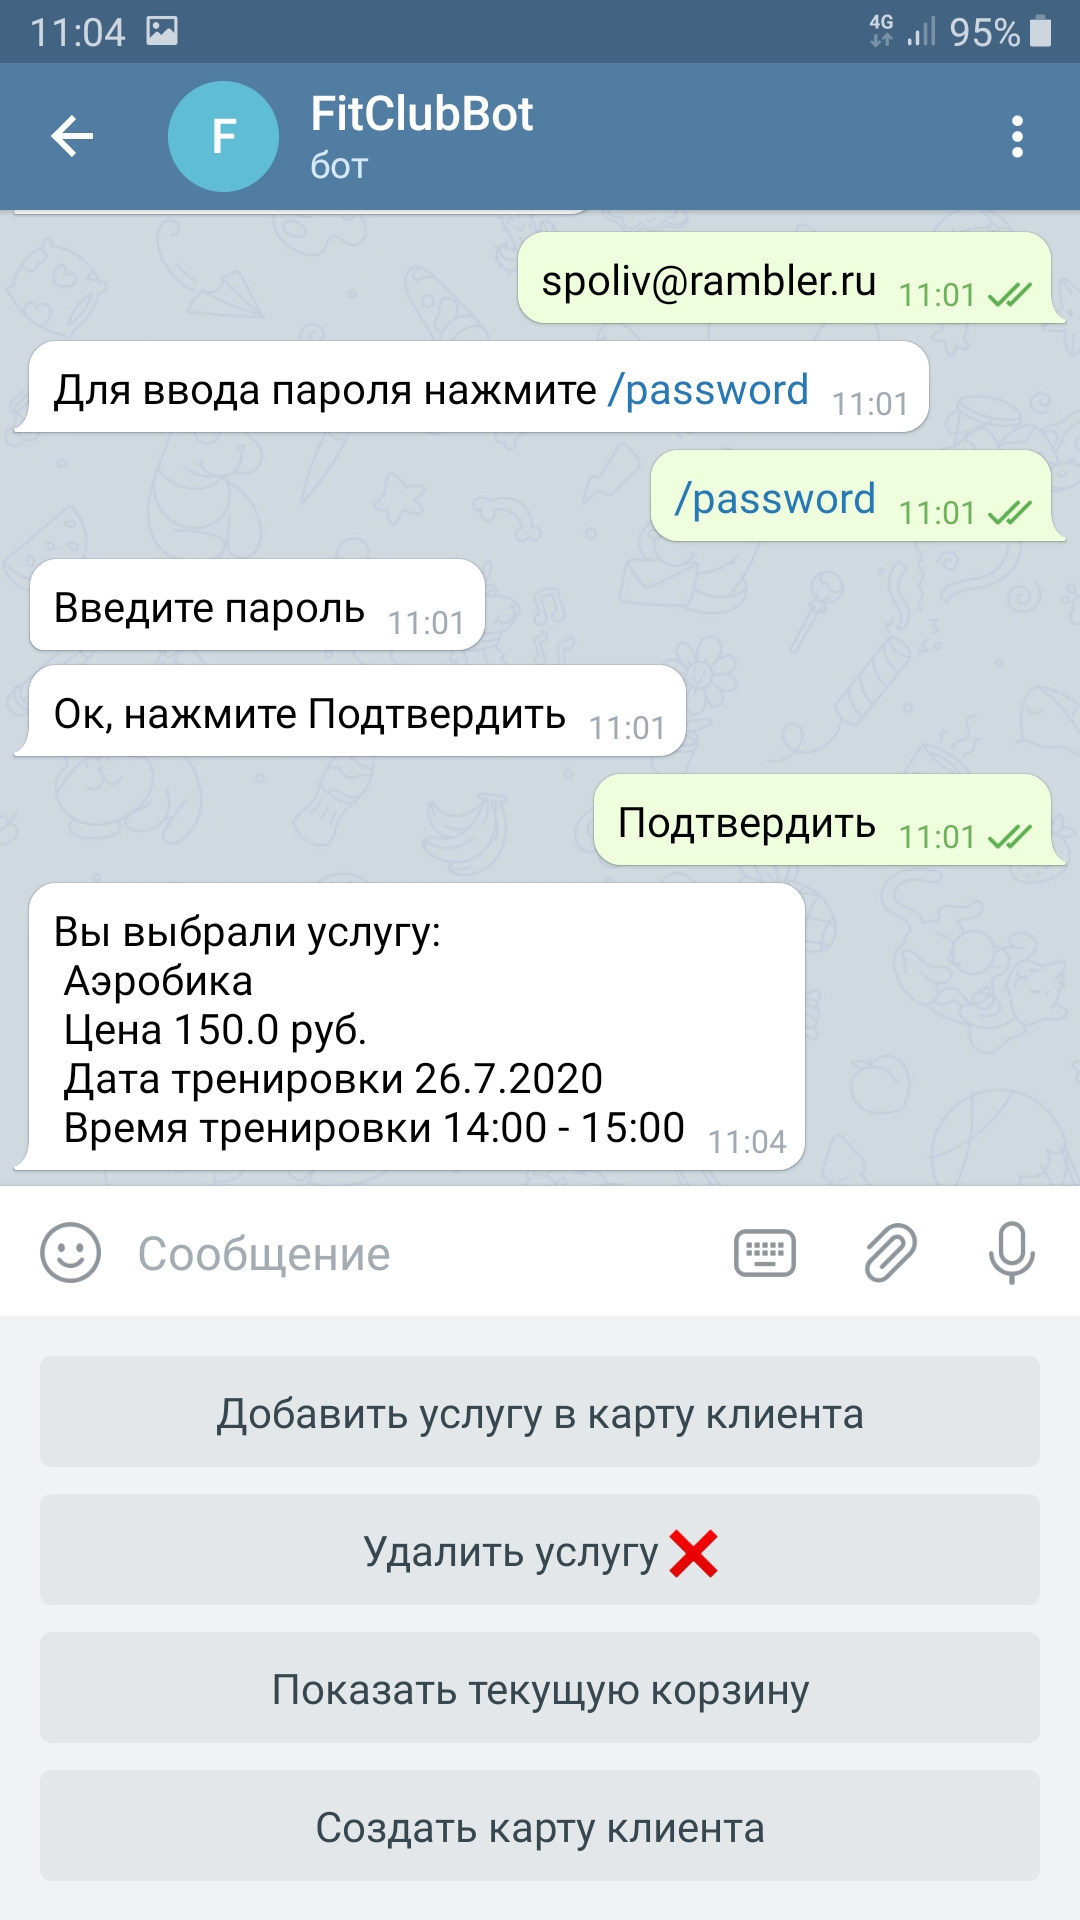 11:04 4G 95%
F
FitClubBot
бот
spoliv@rambler.ru 11:01
Для ввода пароля нажмите /password 11:01
/password 11:01
Введите пароль 11:01
Ок, нажмите Подтвердить 11:01
Подтвердить 11:01
Вы выбрали услугу:
Аэробика
Цена 150.0 руб.
Дата тренировки 26.7.2020
Время тренировки 14:00 - 15:00 11:04
Сообщение
Добавить услугу в карту клиента
Удалить услугу❌
Показать текущую корзину
Создать карту клиента